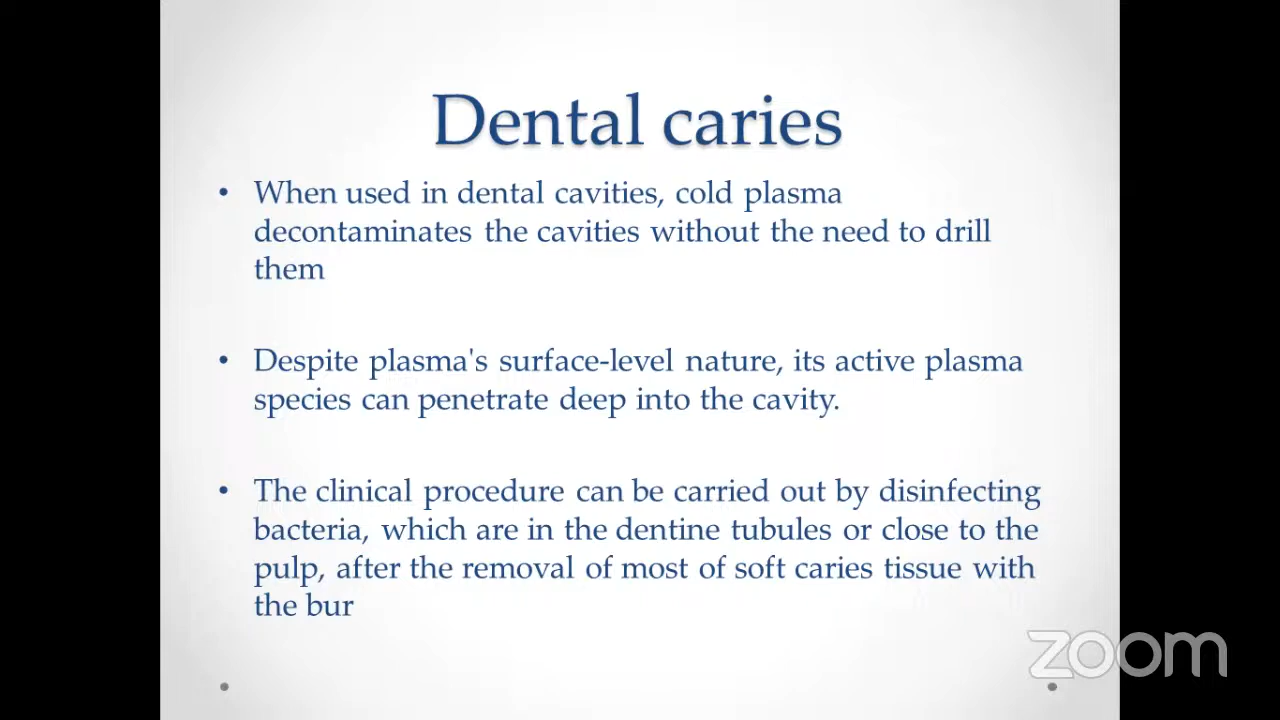 Dental caries
• When used in dental cavities, cold plasma
decontaminates the cavities without the need to drill
them
• Despite plasma's surface-level nature, its active plasma
species can penetrate deep into the cavity.
• The clinical procedure can be carried out by disinfecting
bacteria, which are in the dentine tubules or close to the
pulp, after the removal of most of soft caries tissue with
the bur
zoom